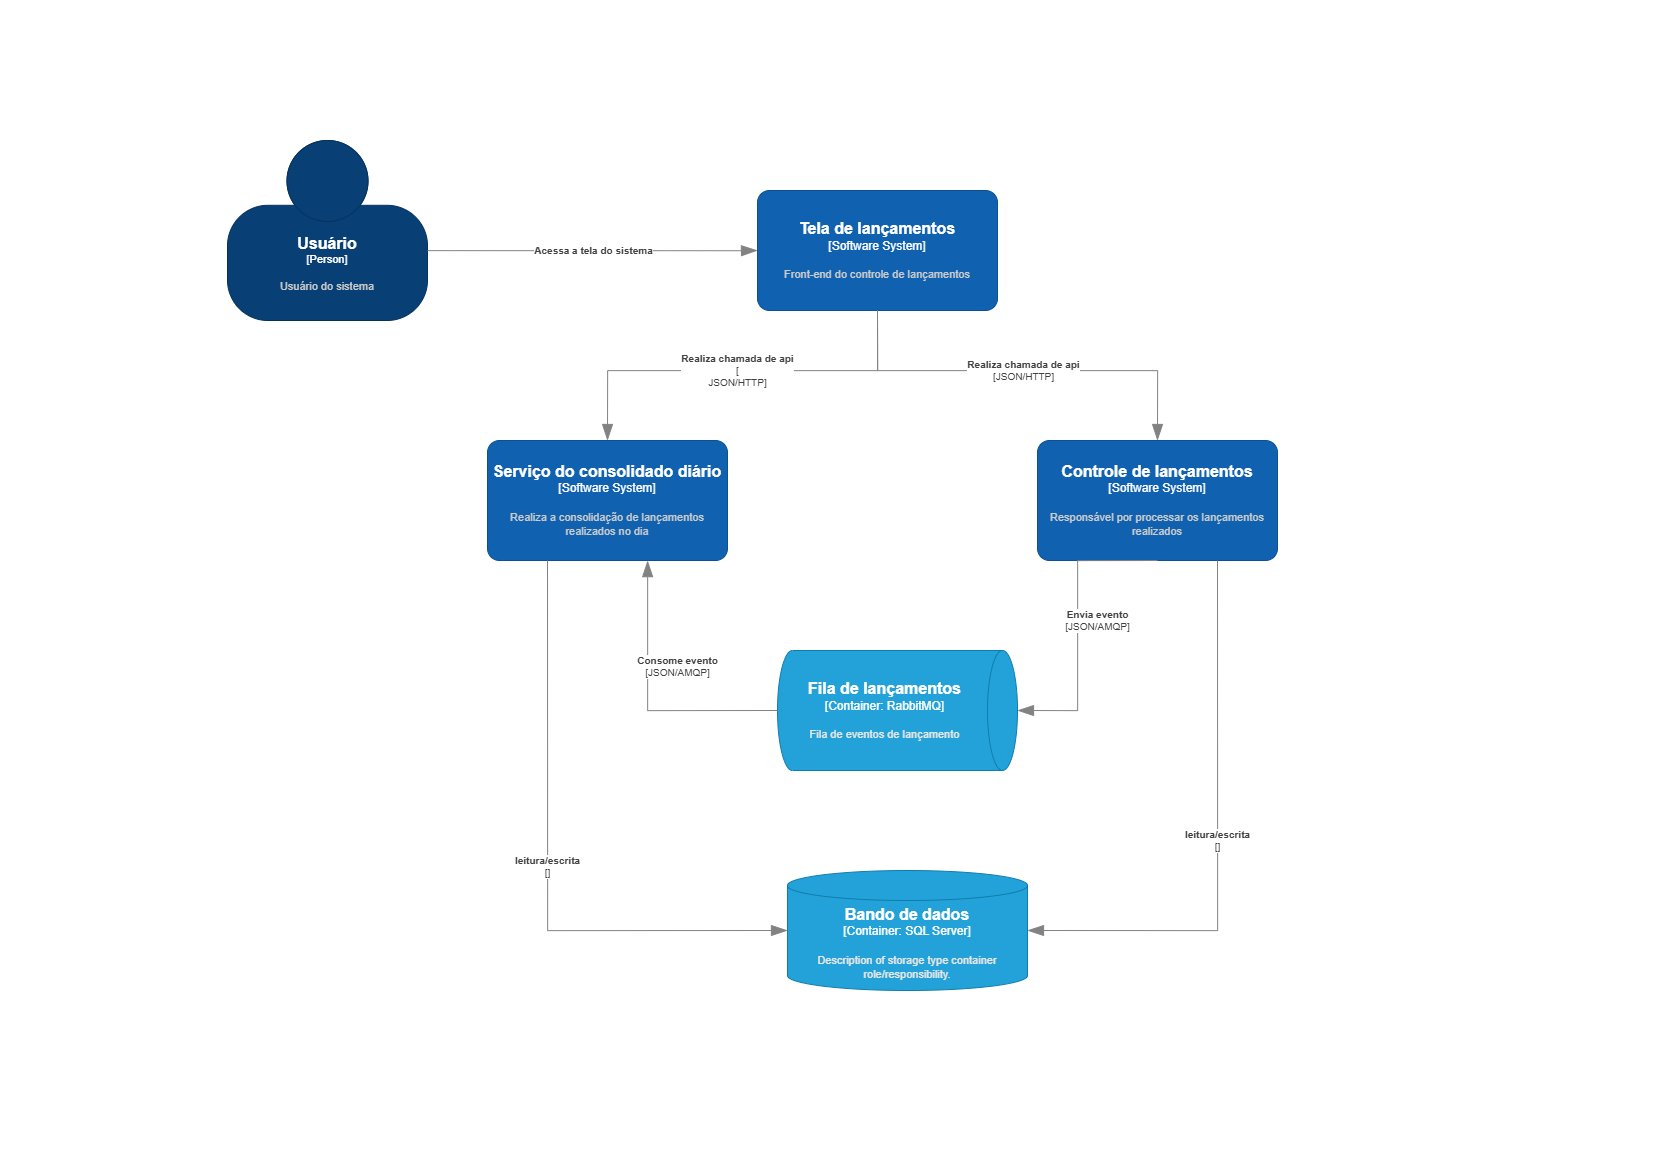 Usuário
[Person]
Usuário do sistema
Acessa a tela do sistema
Tela de lançamentos
[Software System]
Front-end do controle de lançamentos
Realiza chamada de api
[
JSON/HTTP]
Realiza chamada de api
[JSON/HTTP]
Serviço do consolidado diário
[Software System]
Realiza a consolidação de lançamentos
realizados no dia
Controle de lançamentos
[Software System]
Responsável por processar os lançamentos
realizados
Envia evento
[JSON/AMQP]
Consome evento
[JSON/AMQP]
Fila de lançamentos
[Container: RabbitMQ]
Fila de eventos de lançamento
leitura/escrita
[]
leitura/escrita
[]
Bando de dados
[Container: SQL Server]
Description of storage type container
role/responsibility.